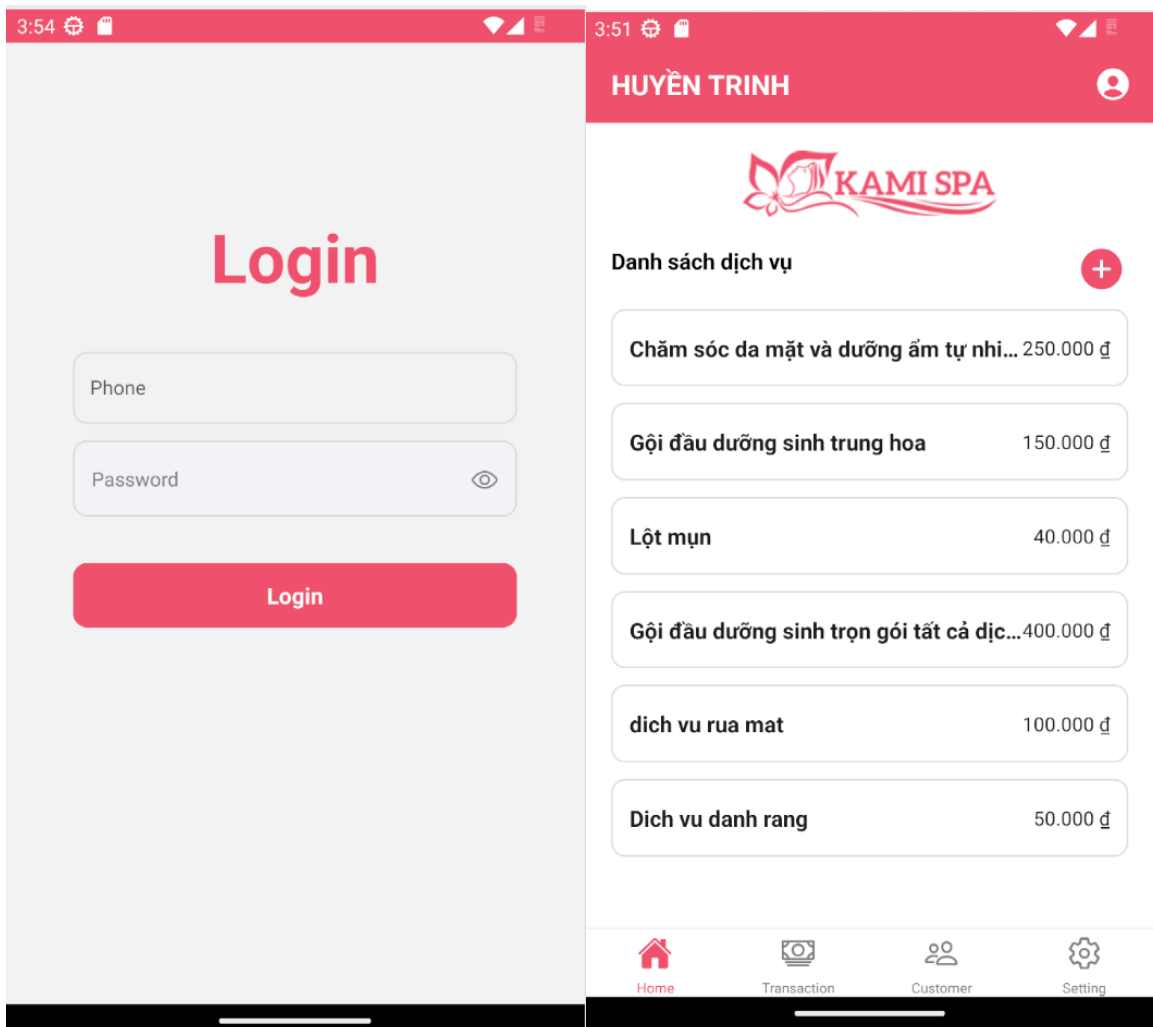 3:54
Login
Phone
Password
Login
3:51
HUYỀN TRINH
KAMI SPA
Danh sách dịch vụ
Chăm sóc da mặt và dưỡng ẩm tự nhi... 250.000 ₫
Gội đầu dưỡng sinh trung hoa 150.000 ₫
Lột mụn 40.000 ₫
Gội đầu dưỡng sinh trọn gói tất cả dịc... 400.000 ₫
dich vu rua mat 100.000 ₫
Dich vu danh rang 50.000 ₫
Home Transaction Customer Setting